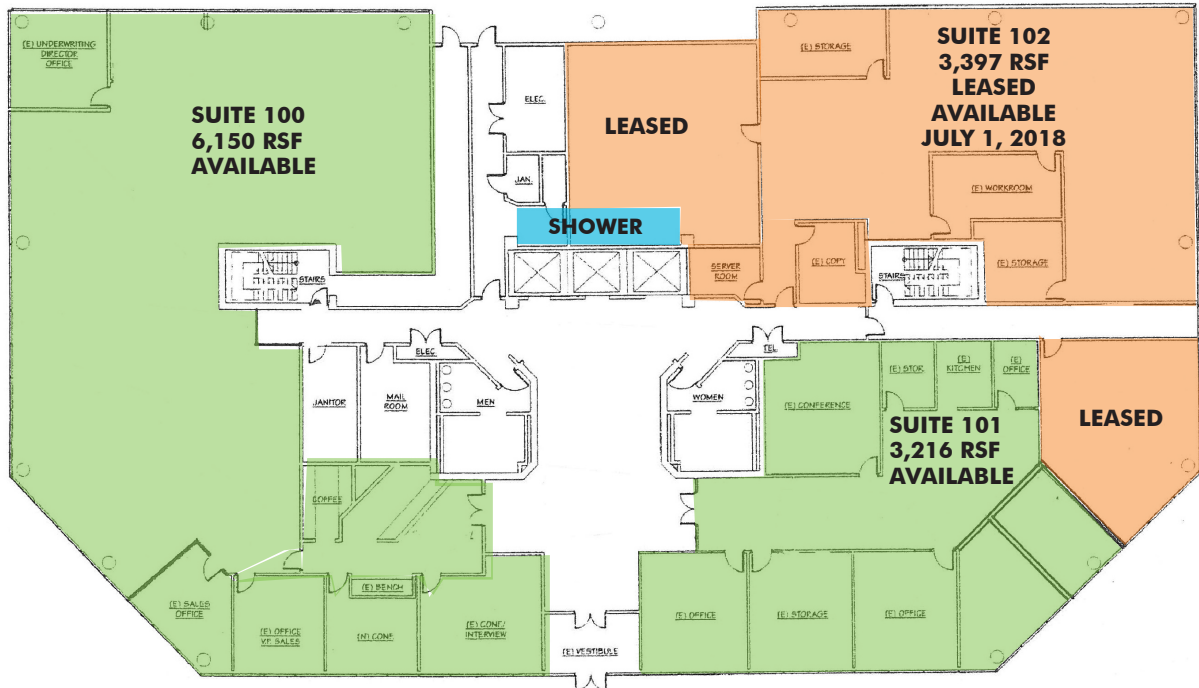 (E) UNDERWRITING
DIRECTOR
OFFICE
SUITE 100
6,150 RSF
AVAILABLE
ELEC.
JAN.
LEASED
(E) STORAGE
SUITE 102
3,397 RSF
LEASED
AVAILABLE
JULY 1, 2018
(E) WORKROOM
SHOWER
STAIRS
SERVER
ROOM
(E) COPY
STAIRS
(E) STORAGE
ELEC
TEL
JANITOR
MAIL
ROOM
MEN
WOMEN
(E) CONFERENCE
(E) STOR
(E)
KITCHEN
(E)
OFFICE
SUITE 101
3,216 RSF
AVAILABLE
LEASED
COFFEE
(E) BENCH
(E) SALES
OFFICE
(E) OFFICE
V.P. SALES
(N) CONF.
(E) CONF/
INTERVIEW
(E) VESTIBULE
(E) OFFICE
(E) STORAGE
(E) OFFICE